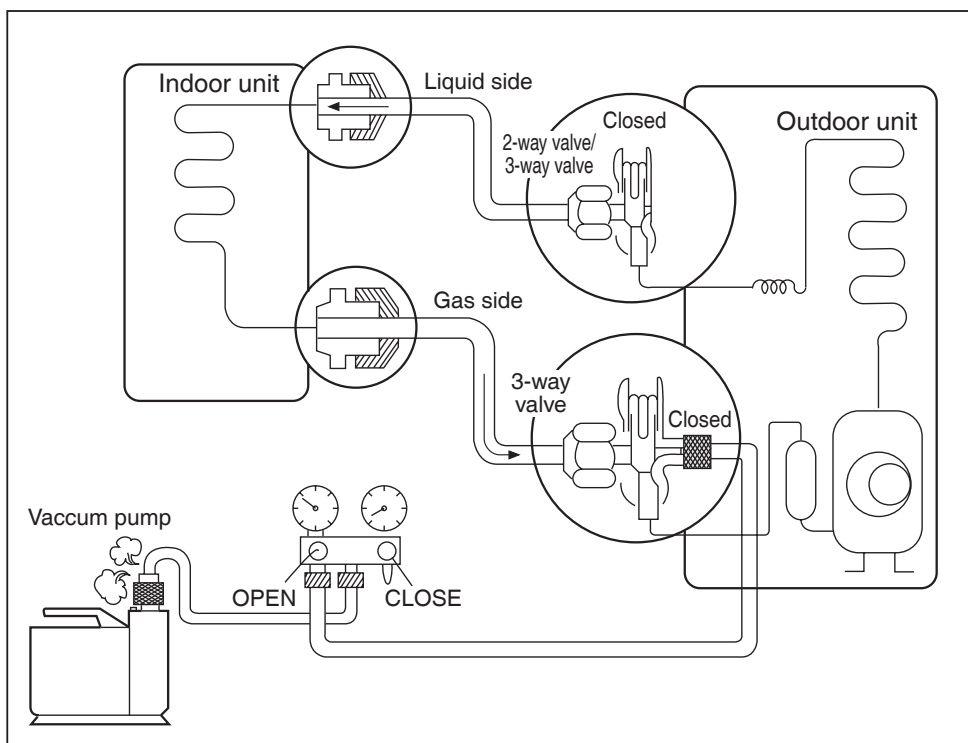 Indoor unit
Liquid side
Closed
2-way valve/
3-way valve
Outdoor unit
Gas side
3-way
valve
Closed
Vaccum pump
OPEN
CLOSE